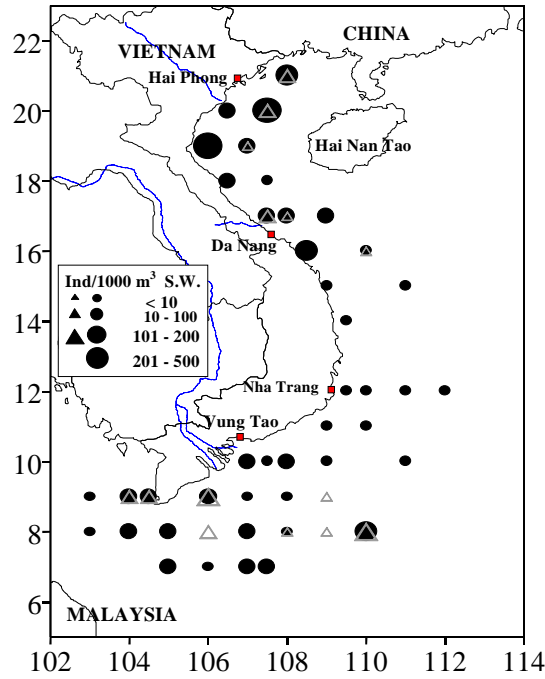 22
CHINA
VIETNAM
Hai Phong
20
Hai Nan Tao
18
Da Nang
16
Ind/1000 m³ S.W.
< 10
10 - 100
101 - 200
201 - 500
14
Nha Trang
12
Vung Tao
10
8
6
MALAYSIA
102 104 106 108 110 112 114